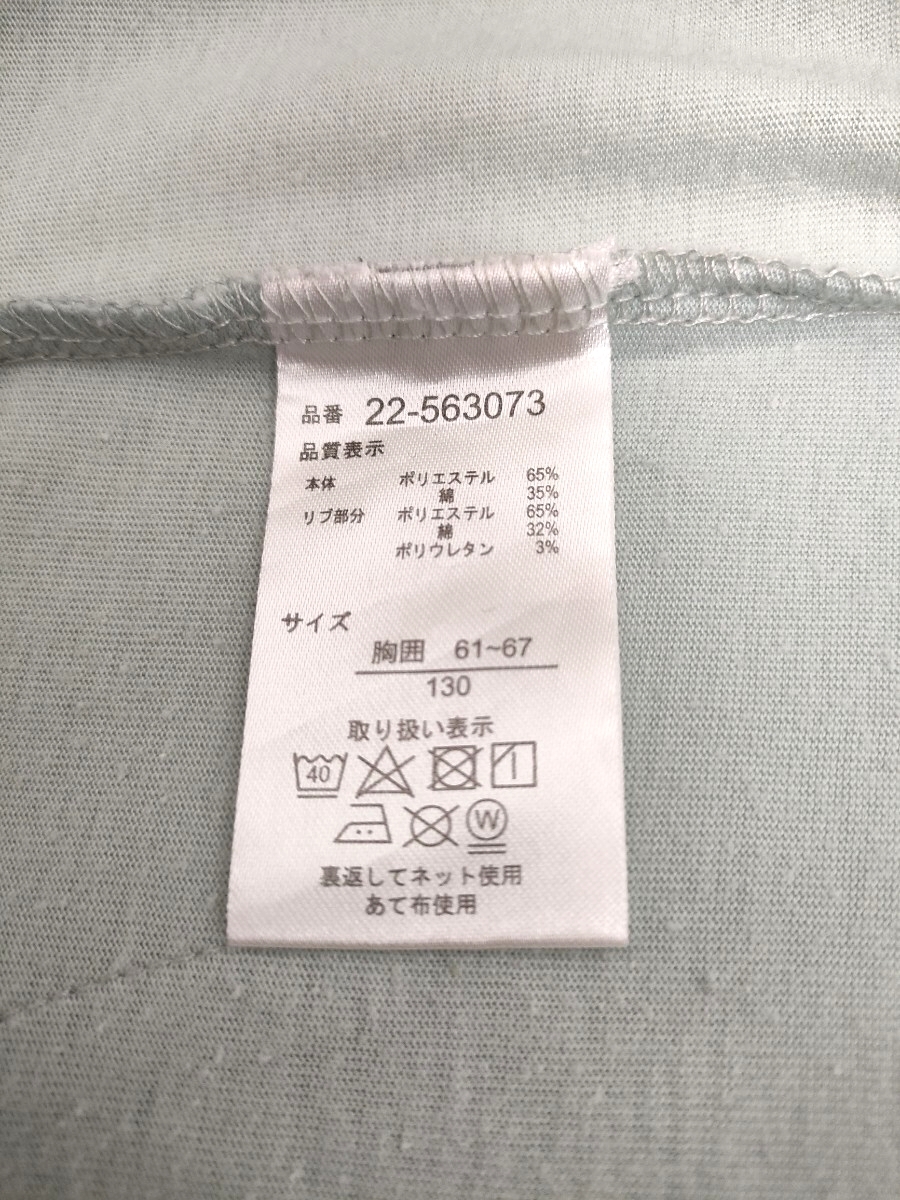 品番 22-563073
品質表示
本体 ポリエステル 65%
綿 35%
リブ部分 ポリエステル 65%
綿 32%
ポリウレタン 3%
サイズ
胸囲 61~67
130
取り扱い表示
40
W
裏返してネット使用
あて布使用